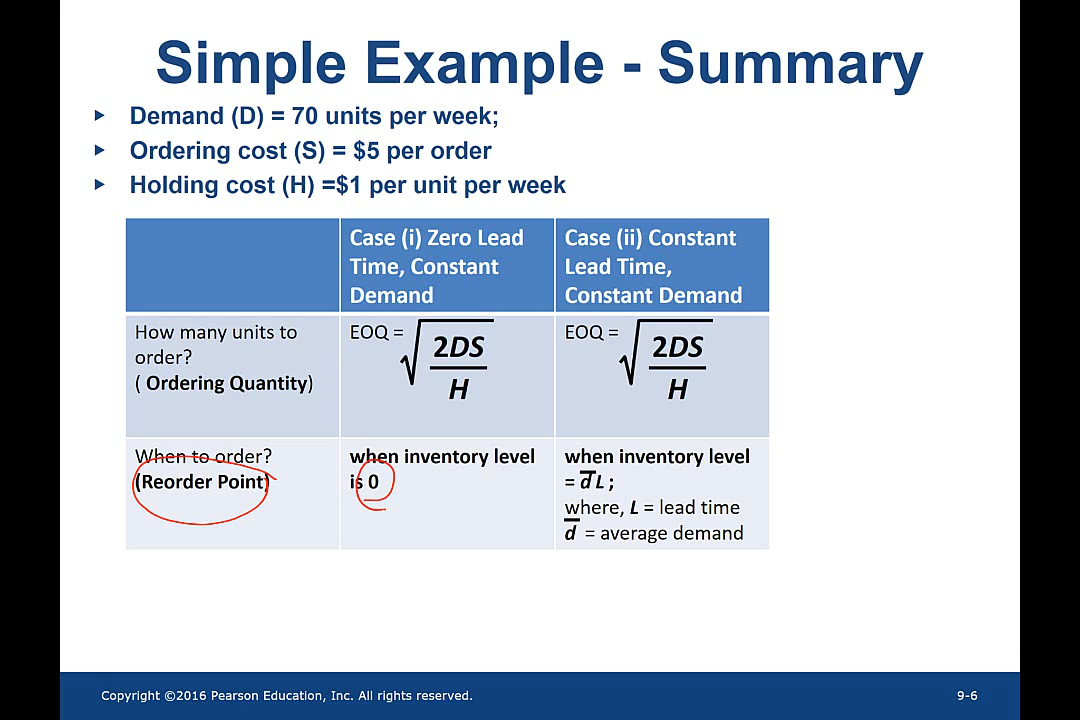 Simple Example - Summary
Demand (D) = 70 units per week;
Ordering cost (S) = $5 per order
Holding cost (H) =$1 per unit per week
Case (i) Zero Lead
Time, Constant
Demand
Case (ii) Constant
Lead Time,
Constant Demand
How many units to
order?
( Ordering Quantity)
EOQ = √(2DS/H)
EOQ = √(2DS/H)
When to order?
(Reorder Point)
when inventory level
is 0
when inventory level
= d̅ L ;
where, L = lead time
d̅ = average demand
Copyright ©2016 Pearson Education, Inc. All rights reserved.
9-6